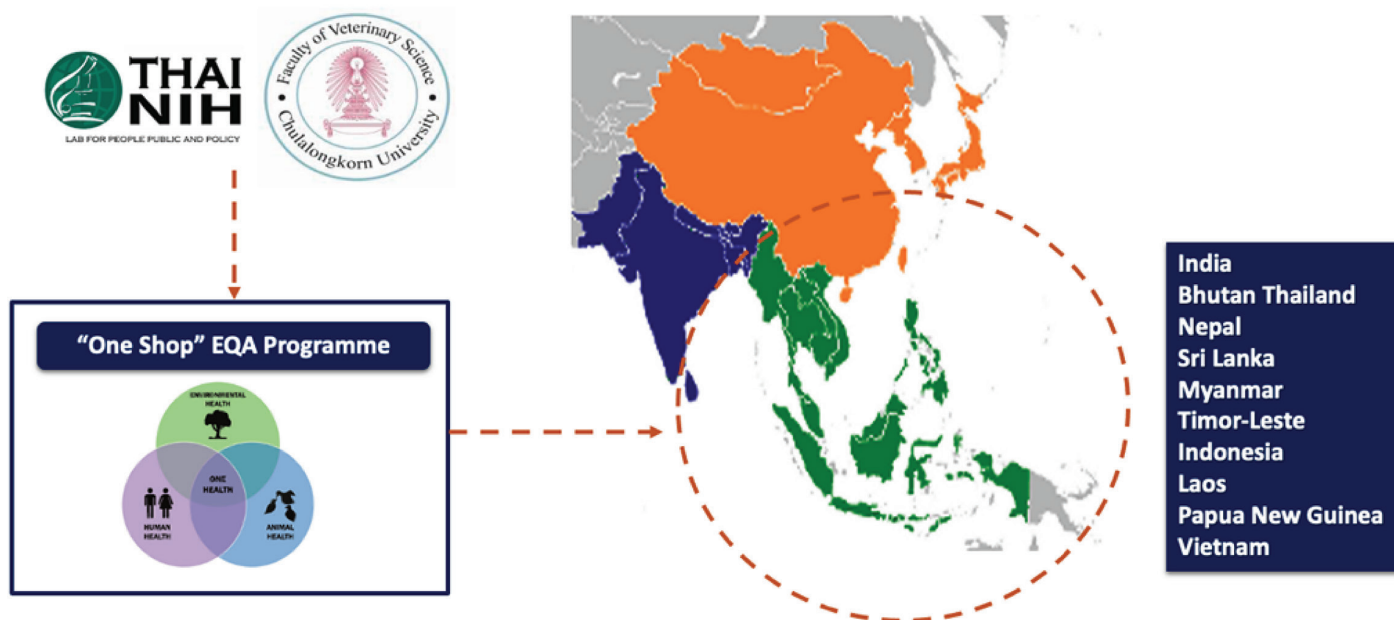 THAI
NIH
LAB FOR PEOPLE PUBLIC AND POLICY
• Faculty of Veterinary Science •
Chulalongkorn University
“One Shop” EQA Programme
ENVIRONMENTAL
HEALTH
ONE
HEALTH
HUMAN
HEALTH
ANIMAL
HEALTH
India
Bhutan Thailand
Nepal
Sri Lanka
Myanmar
Timor-Leste
Indonesia
Laos
Papua New Guinea
Vietnam